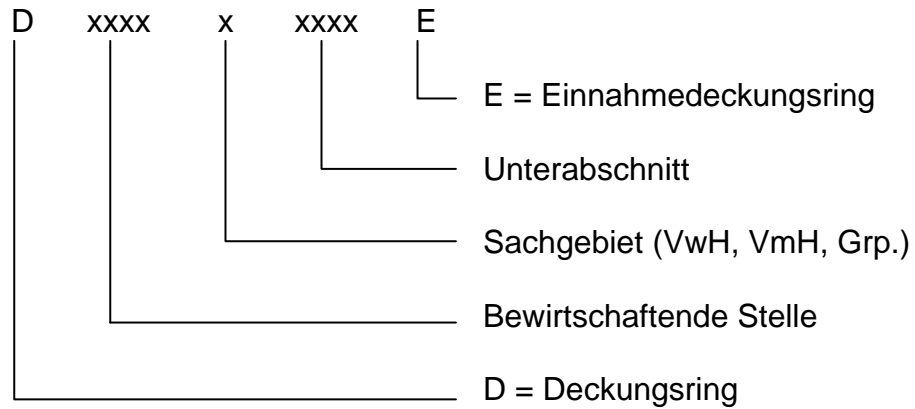 D xxxx x xxxx E
E = Einnahmedeckungsring
Unterabschnitt
Sachgebiet (VwH, VmH, Grp.)
Bewirtschaftende Stelle
D = Deckungsring